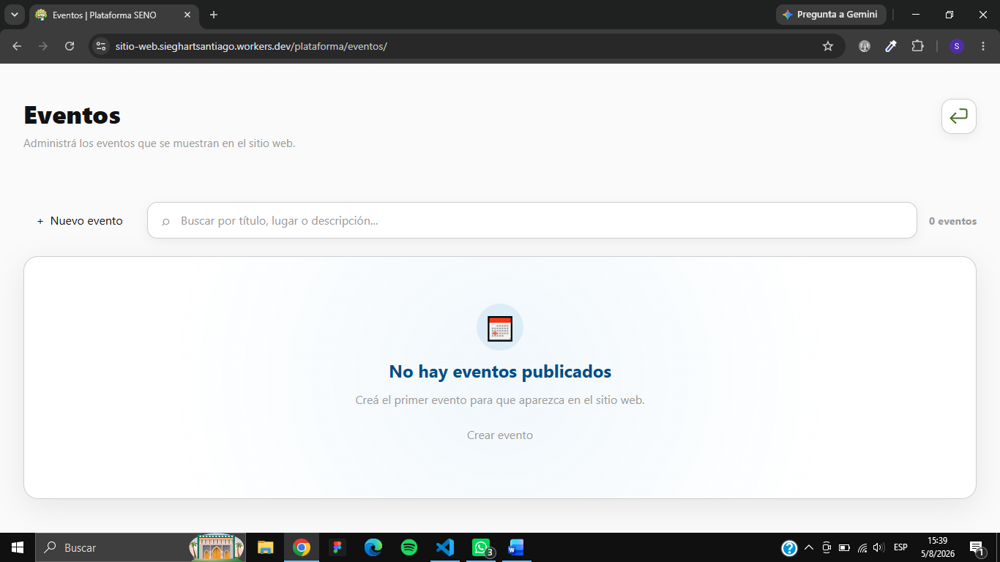 Eventos | Plataforma SENO
Pregunta a Gemini
sitio-web.sieghartsantiago.workers.dev/plataforma/eventos/
S
Eventos
Administrá los eventos que se muestran en el sitio web.
+ Nuevo evento
Buscar por título, lugar o descripción...
0 eventos
No hay eventos publicados
Creá el primer evento para que aparezca en el sitio web.
Crear evento
Buscar
3
ESP
15:39
5/8/2026
1